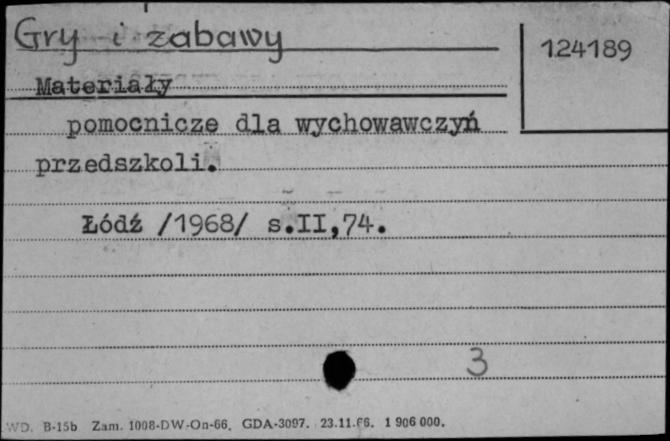 Gry i zabawy
124189
Materiały
pomocnicze dla wychowawczyń
przedszkoli.
Łódź /1968/ s.II,74.
3
WD. B-15b Zam. 1008-DW-On-66. GDA-3097. 23.11.66. 1 906 000.